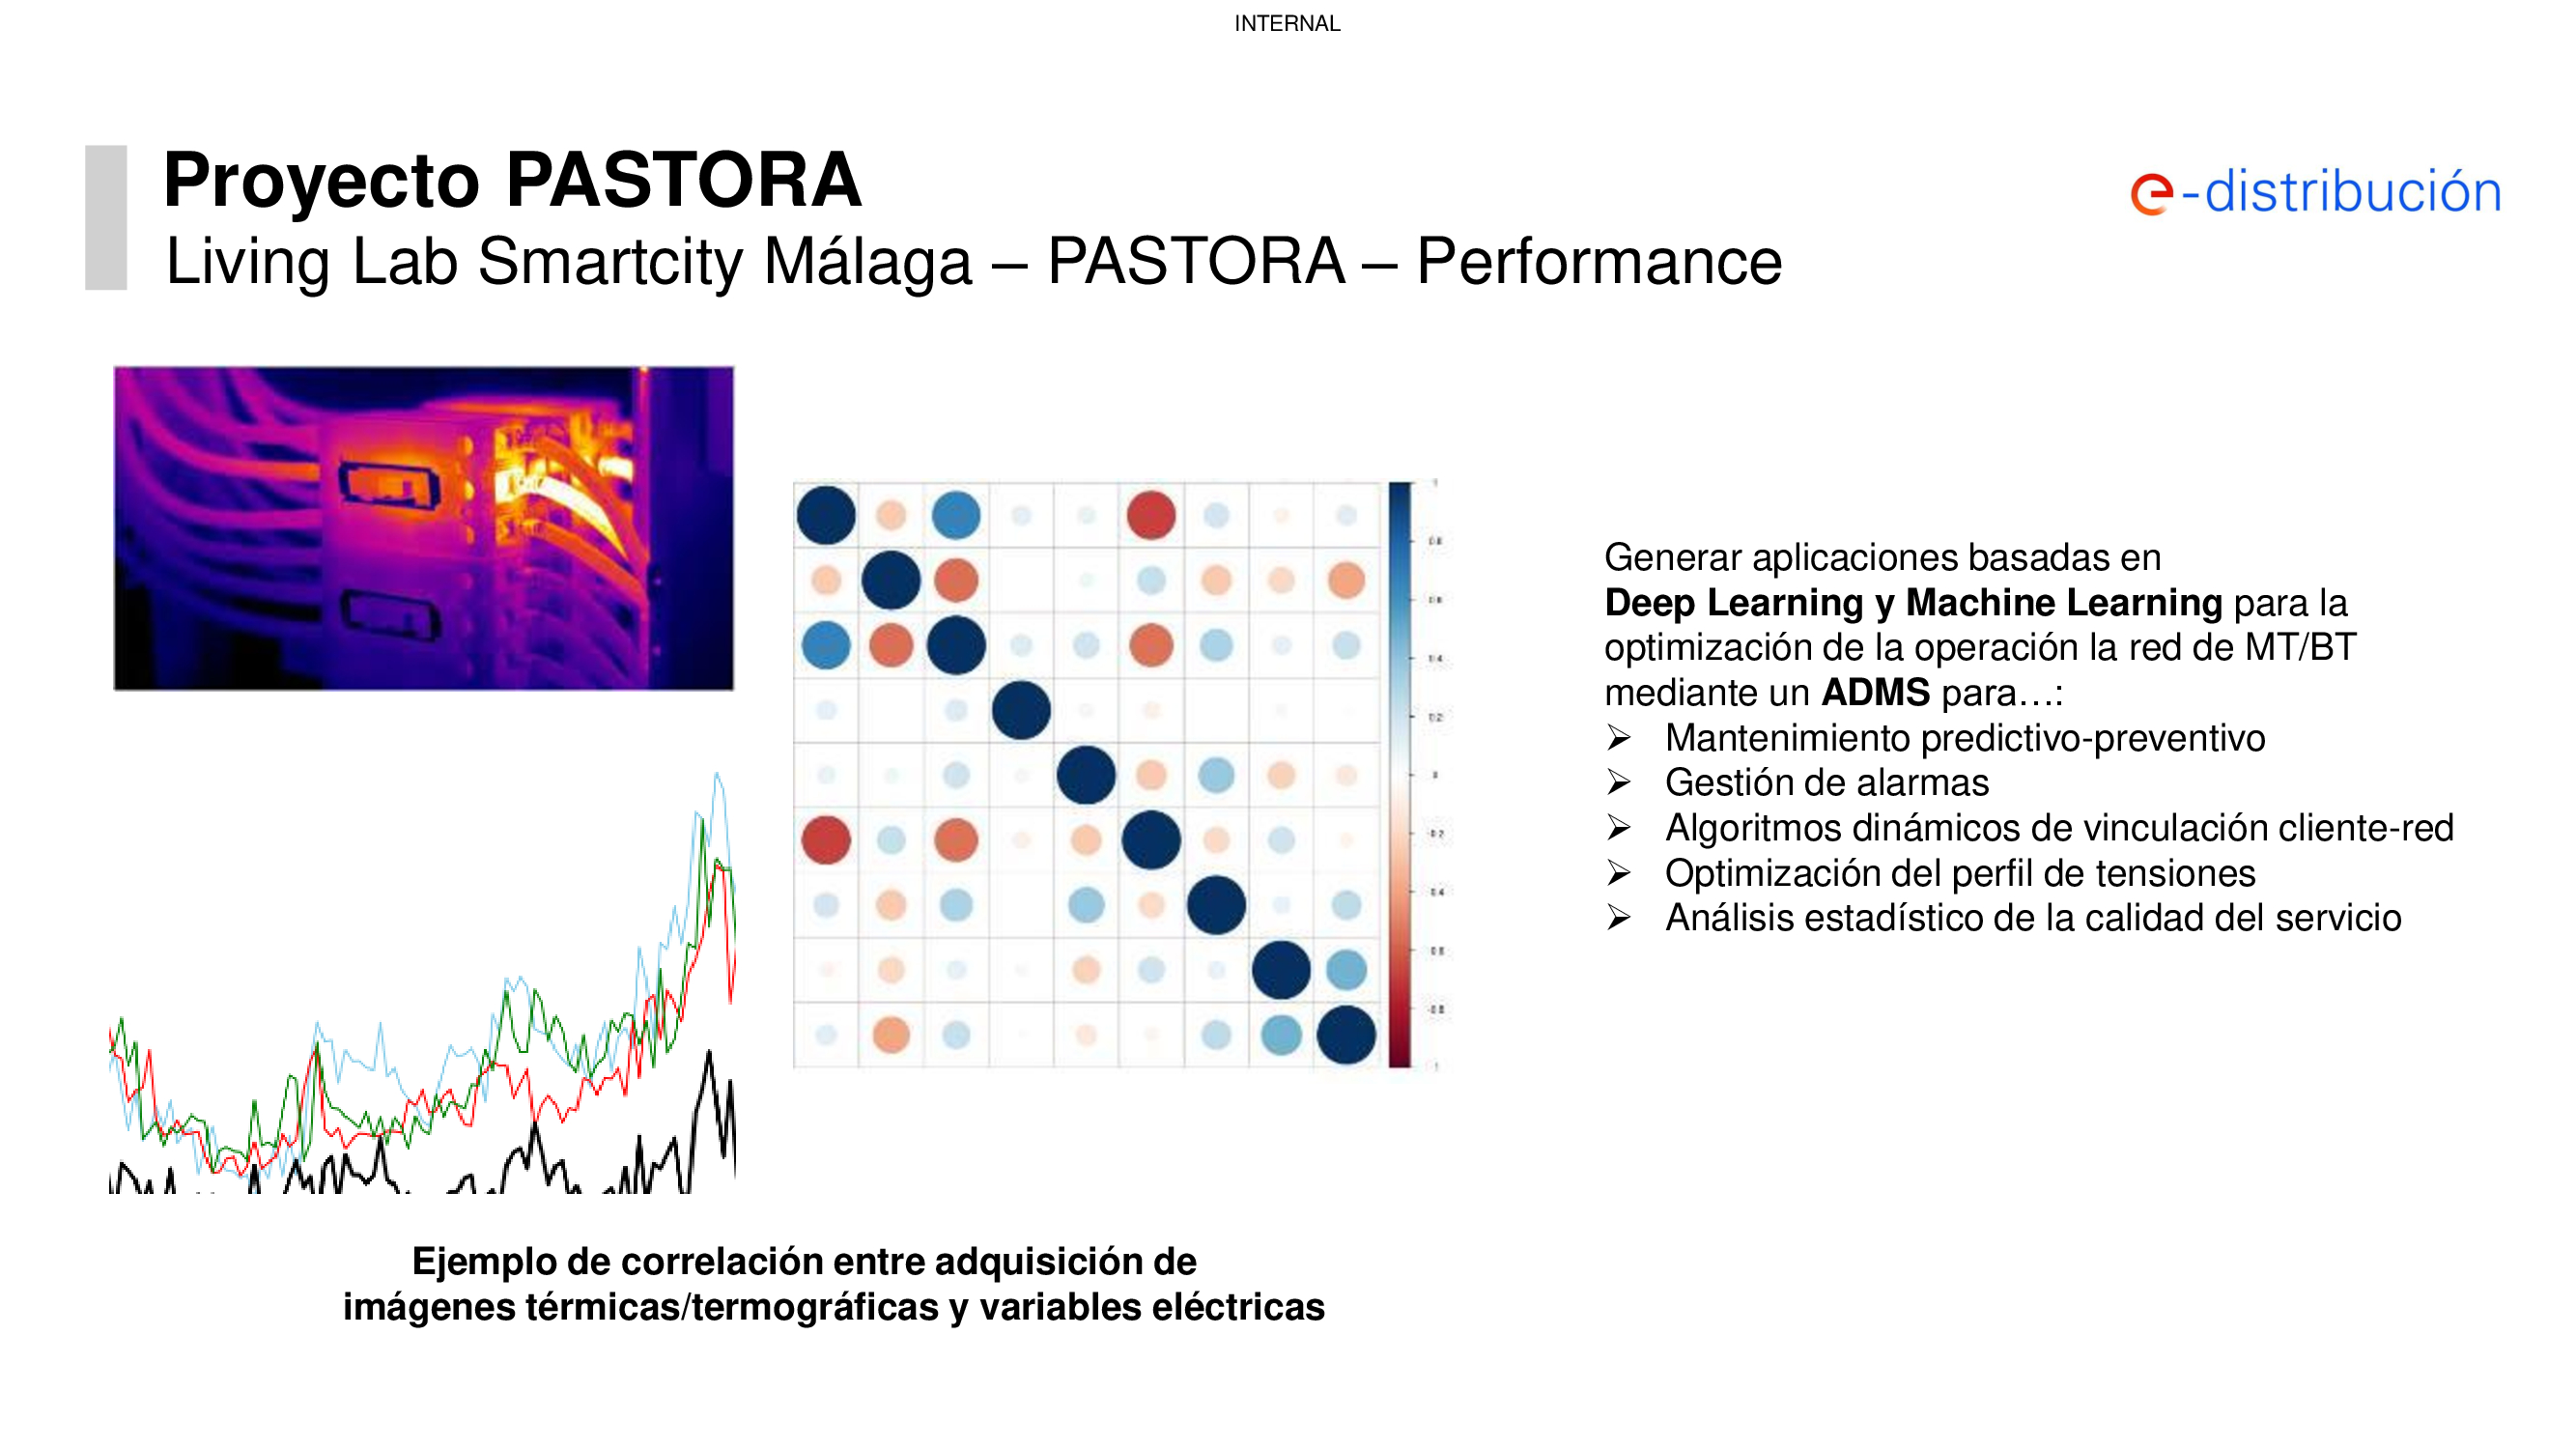 INTERNAL
Proyecto PASTORA
Living Lab Smartcity Málaga – PASTORA – Performance
e-distribución
Generar aplicaciones basadas en
Deep Learning y Machine Learning para la
optimización de la operación la red de MT/BT
mediante un ADMS para…:
➢ Mantenimiento predictivo-preventivo
➢ Gestión de alarmas
➢ Algoritmos dinámicos de vinculación cliente-red
➢ Optimización del perfil de tensiones
➢ Análisis estadístico de la calidad del servicio
Ejemplo de correlación entre adquisición de
imágenes térmicas/termográficas y variables eléctricas